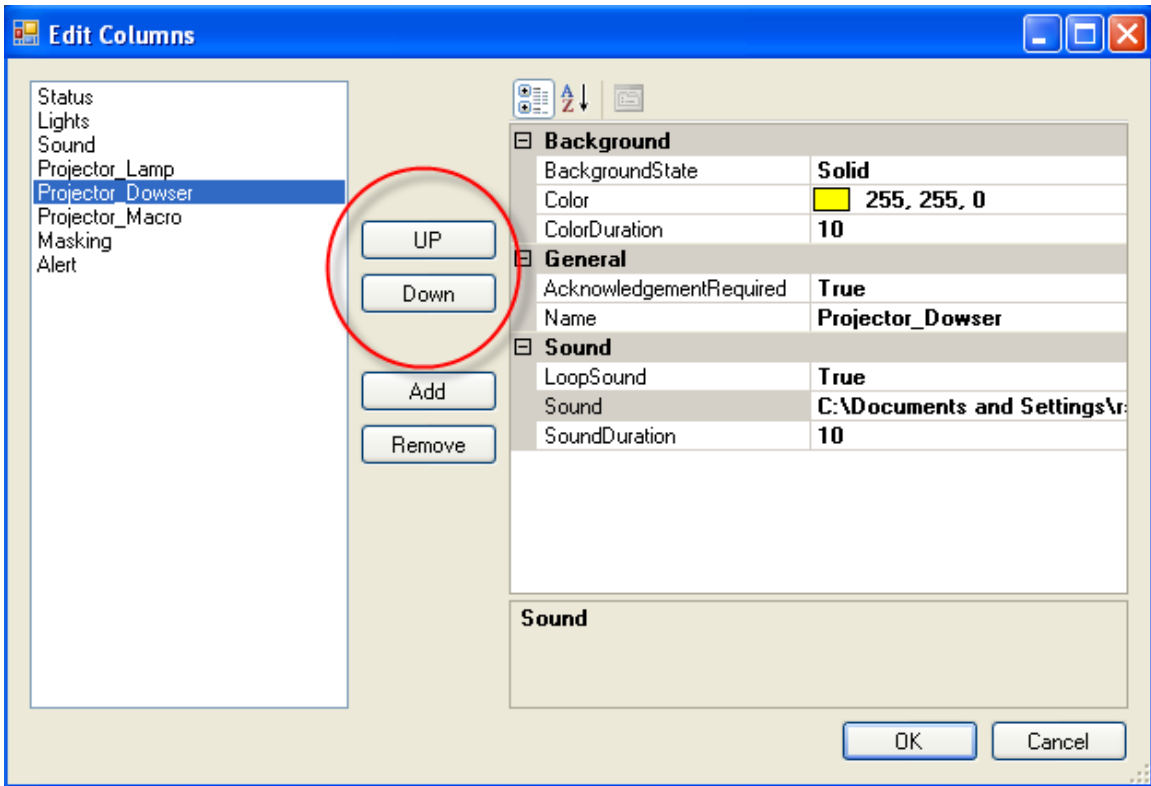 Edit Columns
Status
Lights
Sound
Projector_Lamp
Projector_Dowser
Projector_Macro
Masking
Alert
UP
Down
Add
Remove
Background
BackgroundState Solid
Color 255, 255, 0
ColorDuration 10
General
AcknowledgementRequired True
Name Projector_Dowser
Sound
LoopSound True
Sound C:\Documents and Settings\r
SoundDuration 10
Sound
OK Cancel